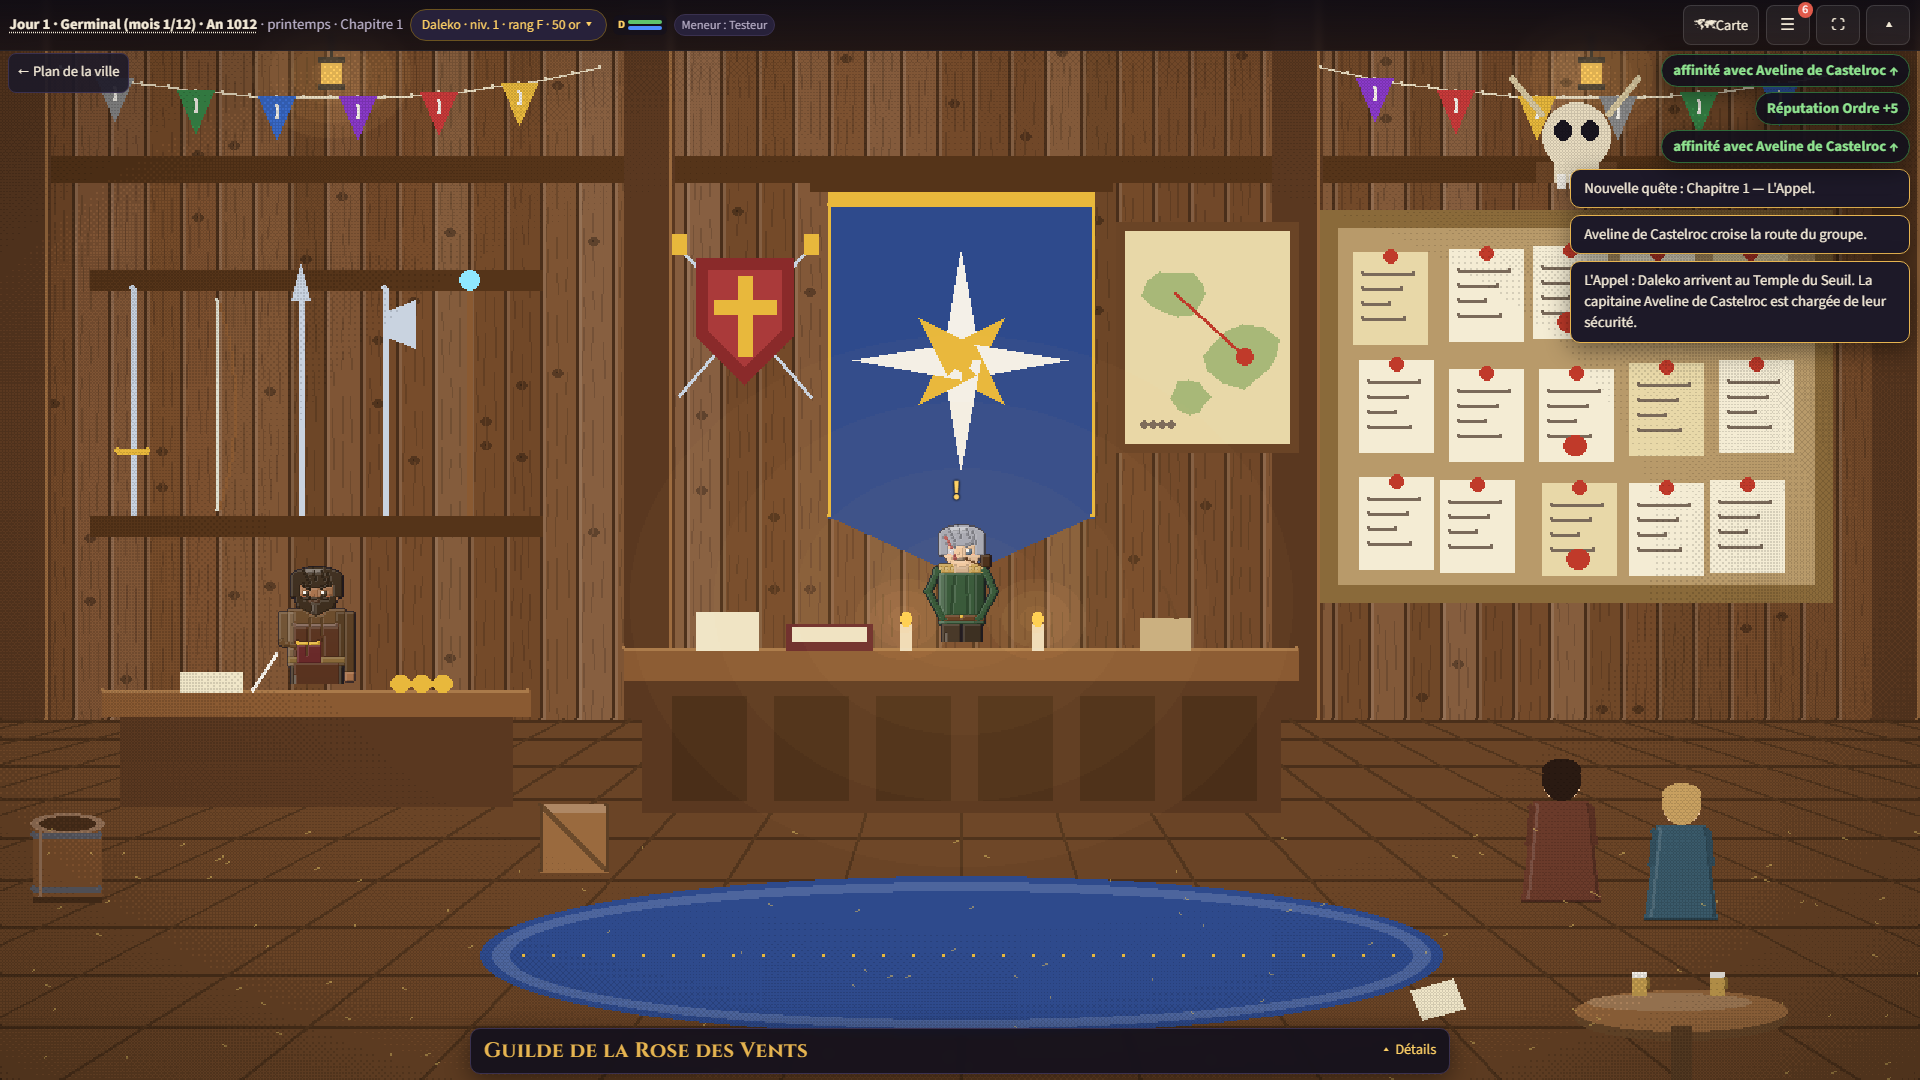 Jour 1 · Germinal (mois 1/12) · An 1012 · printemps · Chapitre 1
Daleko · niv. 1 · rang F · 50 or ▾
D
Meneur : Testeur
Carte
6
← Plan de la ville
affinité avec Aveline de Castelroc ↑
Réputation Ordre +5
affinité avec Aveline de Castelroc ↑
Nouvelle quête : Chapitre 1 — L'Appel.
Aveline de Castelroc croise la route du groupe.
L'Appel : Daleko arrivent au Temple du Seuil. La
capitaine Aveline de Castelroc est chargée de leur
sécurité.
!
Guilde de la Rose des Vents
Détails